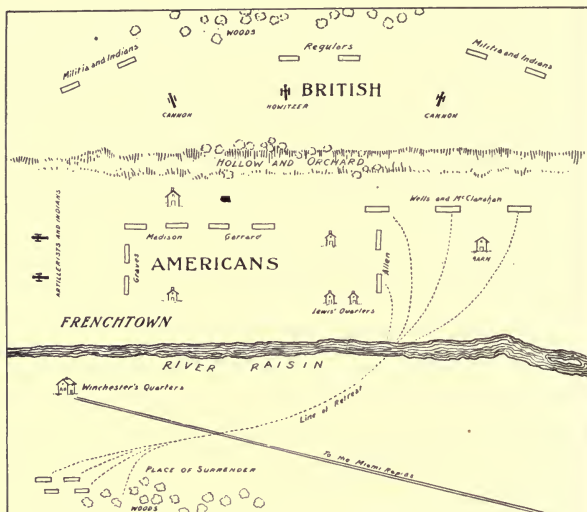 WOODS
Militia and Indians
Regulars
Militia and Indians
BRITISH
CANNON
HOWITZER
CANNON
HOLLOW AND ORCHARD
ARTILLERISTS AND INDIANS
Wells and McClanahan
Madison
Garrard
Graves
AMERICANS
Allen
BARN
Lewis' Quarters
FRENCHTOWN
RIVER RAISIN
Winchester's Quarters
Line of Retreat
To the Miami Rapids
PLACE OF SURRENDER
WOODS